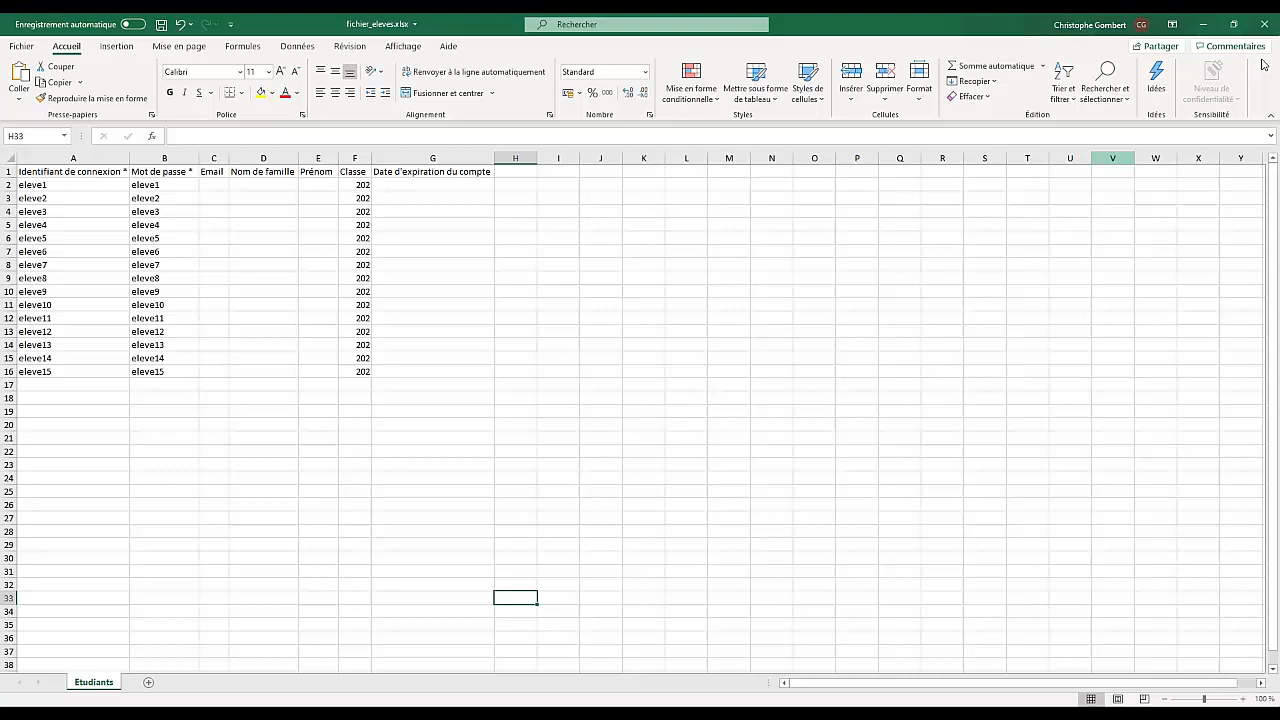 Enregistrement automatique fichier_eleves.xlsx Rechercher Christophe Gombert CG
Fichier Accueil Insertion Mise en page Formules Données Révision Affichage Aide Partager Commentaires
Coller
Couper
Copier
Reproduire la mise en forme
Presse-papiers
Calibri 11
G I S
Police
Renvoyer à la ligne automatiquement
Fusionner et centrer
Alignement
Standard
% 000
Nombre
Mise en forme conditionnelle
Mettre sous forme de tableau
Styles de cellules
Styles
Insérer Supprimer Format
Cellules
Somme automatique
Recopier
Effacer
Trier et filtrer
Rechercher et sélectionner
Édition
Idées
Idées
Niveau de confidentialité
Sensibilité
H33 fx
A B C D E F G H I J K L M N O P Q R S T U V W X Y
1 Identifiant de connexion * Mot de passe * Email Nom de famille Prénom Classe Date d'expiration du compte
2 eleve1 eleve1 202
3 eleve2 eleve2 202
4 eleve3 eleve3 202
5 eleve4 eleve4 202
6 eleve5 eleve5 202
7 eleve6 eleve6 202
8 eleve7 eleve7 202
9 eleve8 eleve8 202
10 eleve9 eleve9 202
11 eleve10 eleve10 202
12 eleve11 eleve11 202
13 eleve12 eleve12 202
14 eleve13 eleve13 202
15 eleve14 eleve14 202
16 eleve15 eleve15 202
17
18
19
20
21
22
23
24
25
26
27
28
29
30
31
32
33
34
35
36
37
38
Etudiants
100 %